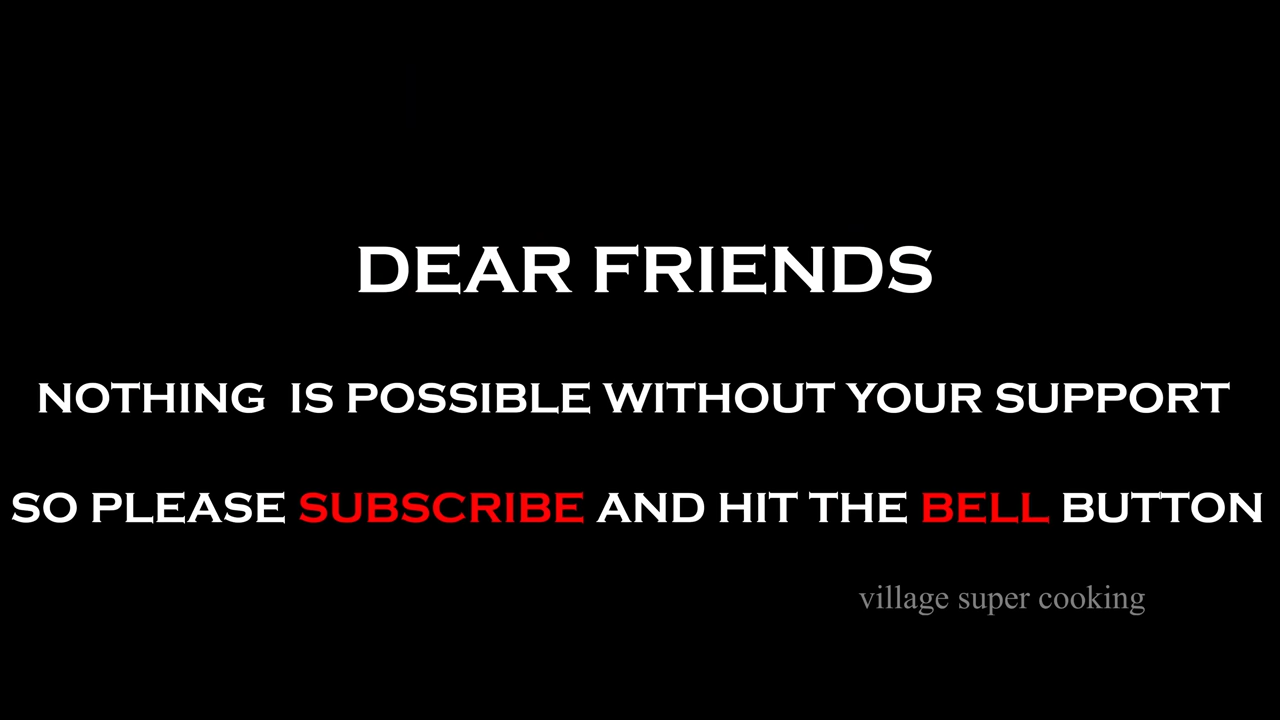 DEAR FRIENDS
NOTHING IS POSSIBLE WITHOUT YOUR SUPPORT
SO PLEASE SUBSCRIBE AND HIT THE BELL BUTTON
village super cooking